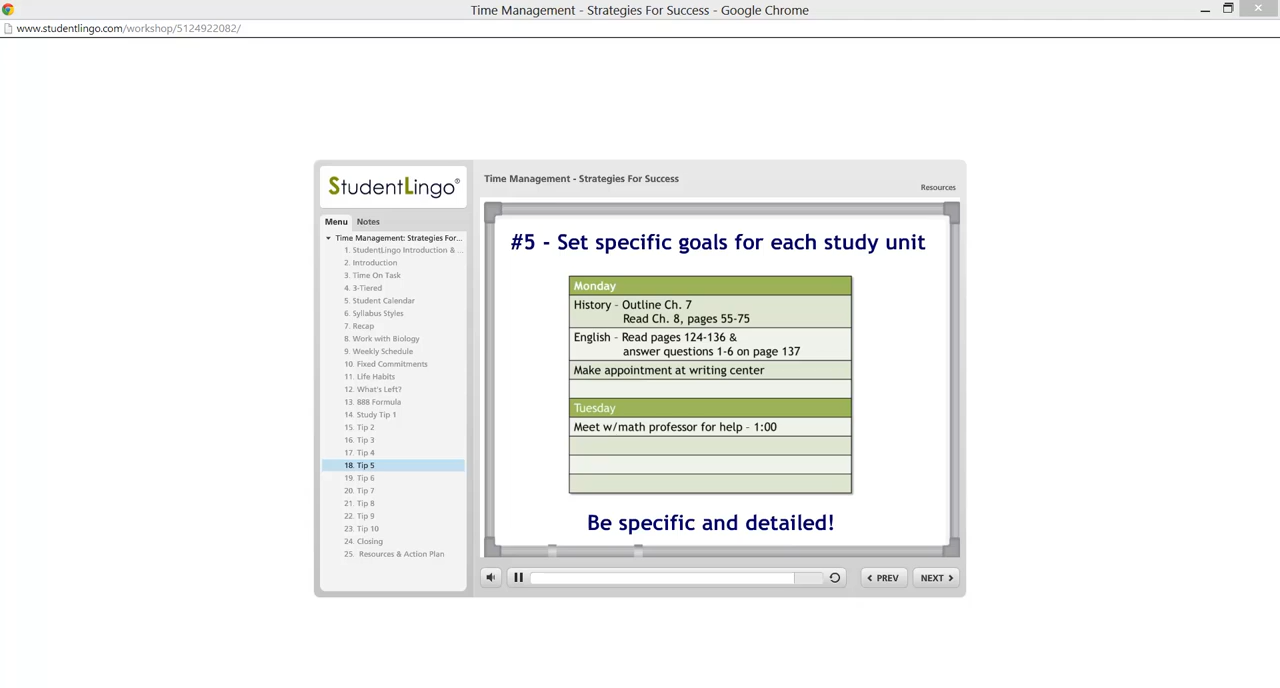 Time Management - Strategies For Success - Google Chrome
www.studentlingo.com/workshop/5124922082/
StudentLingo®
Time Management - Strategies For Success
Resources
Menu
Notes
Time Management: Strategies For...
1. StudentLingo Introduction & ...
2. Introduction
3. Time On Task
4. 3-Tiered
5. Student Calendar
6. Syllabus Styles
7. Recap
8. Work with Biology
9. Weekly Schedule
10. Fixed Commitments
11. Life Habits
12. What's Left?
13. 888 Formula
14. Study Tip 1
15. Tip 2
16. Tip 3
17. Tip 4
18. Tip 5
19. Tip 6
20. Tip 7
21. Tip 8
22. Tip 9
23. Tip 10
24. Closing
25. Resources & Action Plan
#5 - Set specific goals for each study unit
Monday
History - Outline Ch. 7
Read Ch. 8, pages 55-75
English - Read pages 124-136 &
answer questions 1-6 on page 137
Make appointment at writing center
Tuesday
Meet w/math professor for help - 1:00
Be specific and detailed!
PREV
NEXT